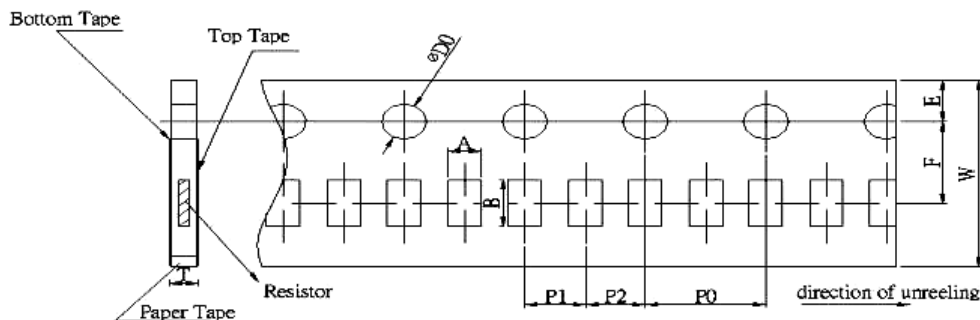 Bottom Tape
Top Tape
øD0
E
A
F
W
B
T
Resistor
P1 P2 P0
direction of unreeling
Paper Tape